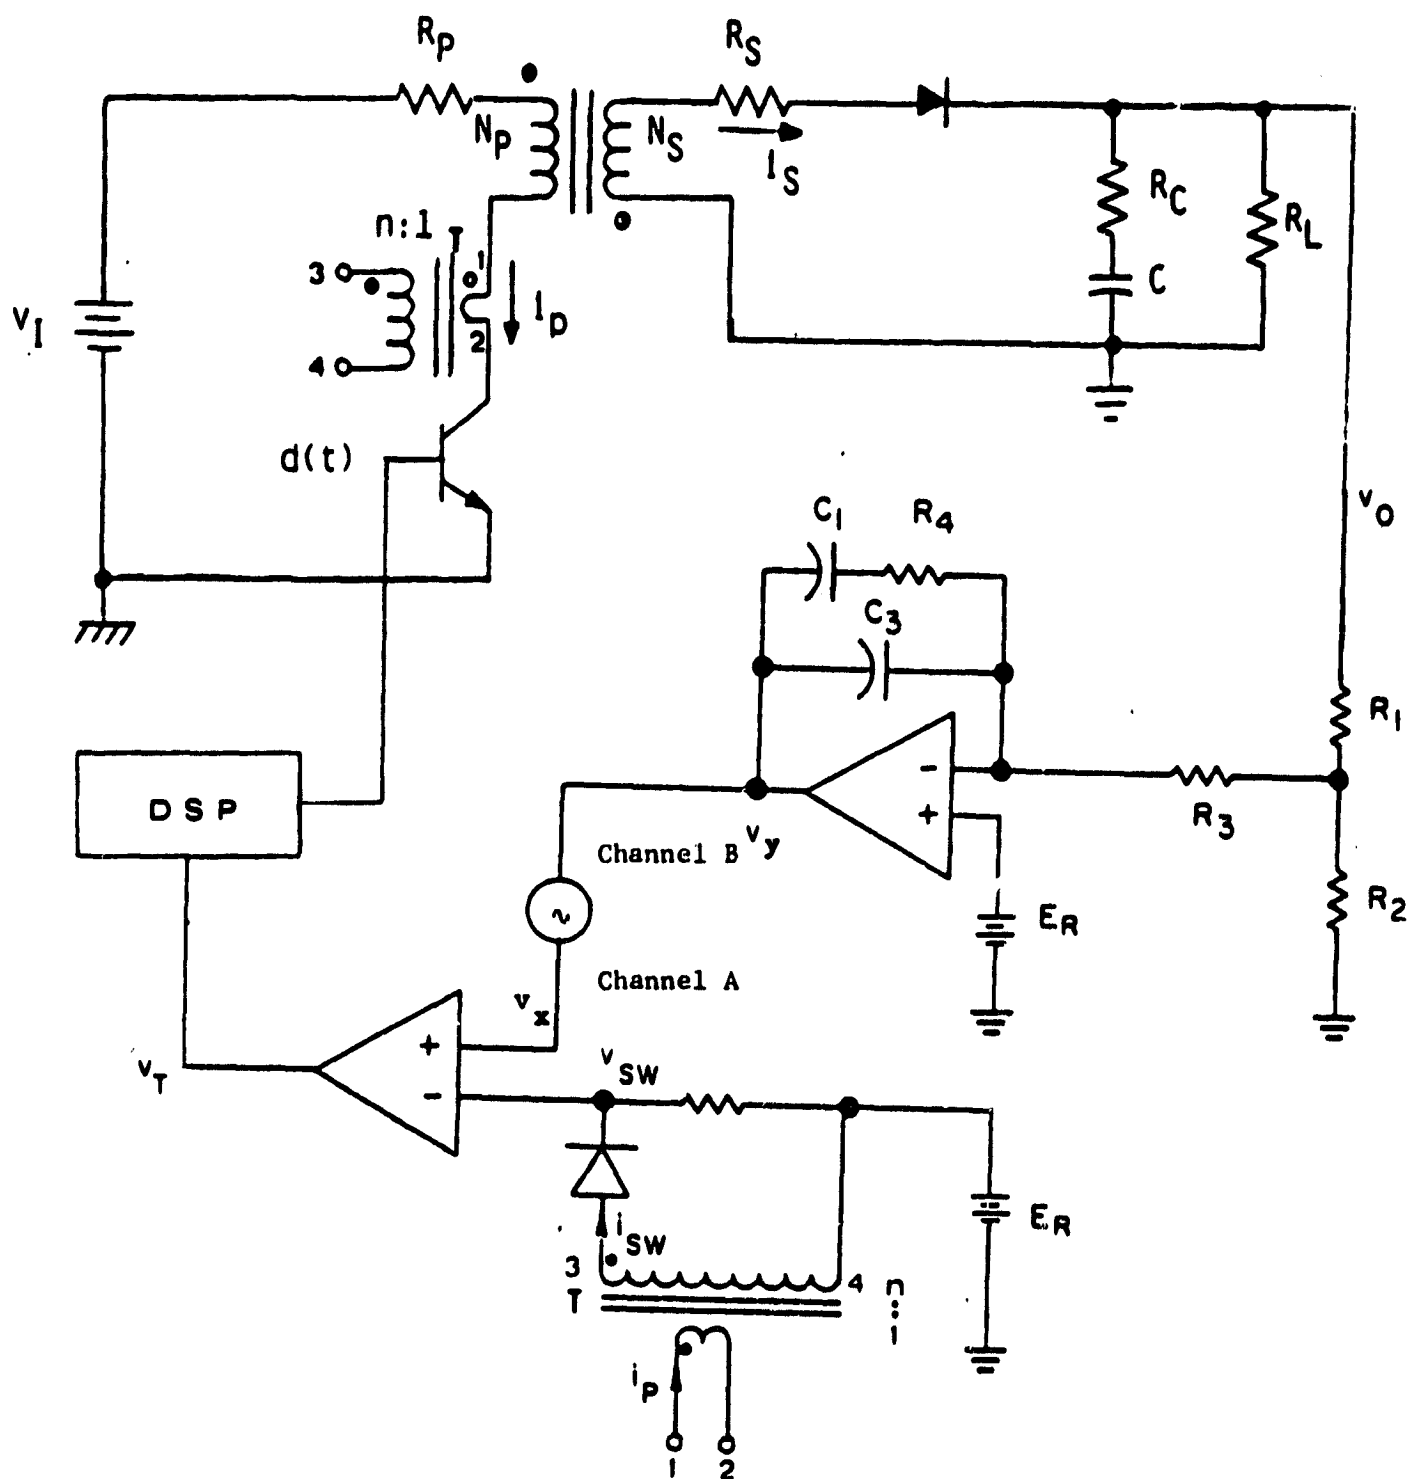 R_P
R_S
N_P
N_S
I_S
R_C
R_L
C
n:1
T
3
1
I_p
2
4
V_I
d(t)
v_O
C_1
R_4
C_3
R_1
DSP
-
+
R_3
v_y
Channel B
~
E_R
R_2
Channel A
v_x
+
-
v_T
v_SW
E_R
i_SW
3
T
4
n:1
i_P
1
2